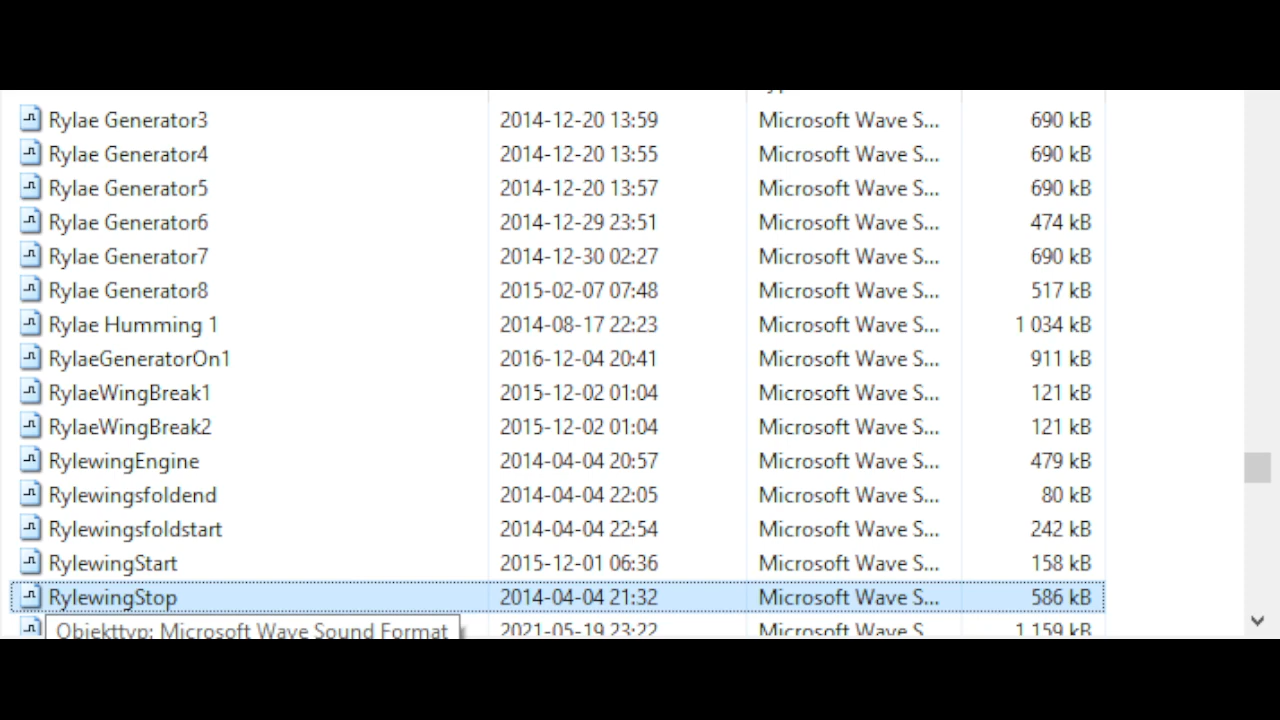 Rylae Generator3 2014-12-20 13:59 Microsoft Wave S... 690 kB
Rylae Generator4 2014-12-20 13:55 Microsoft Wave S... 690 kB
Rylae Generator5 2014-12-20 13:57 Microsoft Wave S... 690 kB
Rylae Generator6 2014-12-29 23:51 Microsoft Wave S... 474 kB
Rylae Generator7 2014-12-30 02:27 Microsoft Wave S... 690 kB
Rylae Generator8 2015-02-07 07:48 Microsoft Wave S... 517 kB
Rylae Humming 1 2014-08-17 22:23 Microsoft Wave S... 1 034 kB
RylaeGeneratorOn1 2016-12-04 20:41 Microsoft Wave S... 911 kB
RylaeWingBreak1 2015-12-02 01:04 Microsoft Wave S... 121 kB
RylaeWingBreak2 2015-12-02 01:04 Microsoft Wave S... 121 kB
RylewingEngine 2014-04-04 20:57 Microsoft Wave S... 479 kB
Rylewingsfoldend 2014-04-04 22:05 Microsoft Wave S... 80 kB
Rylewingsfoldstart 2014-04-04 22:54 Microsoft Wave S... 242 kB
RylewingStart 2015-12-01 06:36 Microsoft Wave S... 158 kB
RylewingStop 2014-04-04 21:32 Microsoft Wave S... 586 kB
Objekttyp: Microsoft Wave Sound Format 2021-05-19 23:22 Microsoft Wave S... 1 159 kB